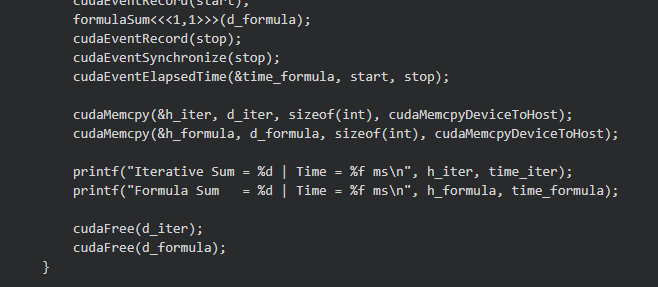 cudaEventRecord(start);
formulaSum<<<1,1>>>(d_formula);
cudaEventRecord(stop);
cudaEventSynchronize(stop);
cudaEventElapsedTime(&time_formula, start, stop);
cudaMemcpy(&h_iter, d_iter, sizeof(int), cudaMemcpyDeviceToHost);
cudaMemcpy(&h_formula, d_formula, sizeof(int), cudaMemcpyDeviceToHost);
printf("Iterative Sum = %d | Time = %f ms\n", h_iter, time_iter);
printf("Formula Sum   = %d | Time = %f ms\n", h_formula, time_formula);
cudaFree(d_iter);
cudaFree(d_formula);
}